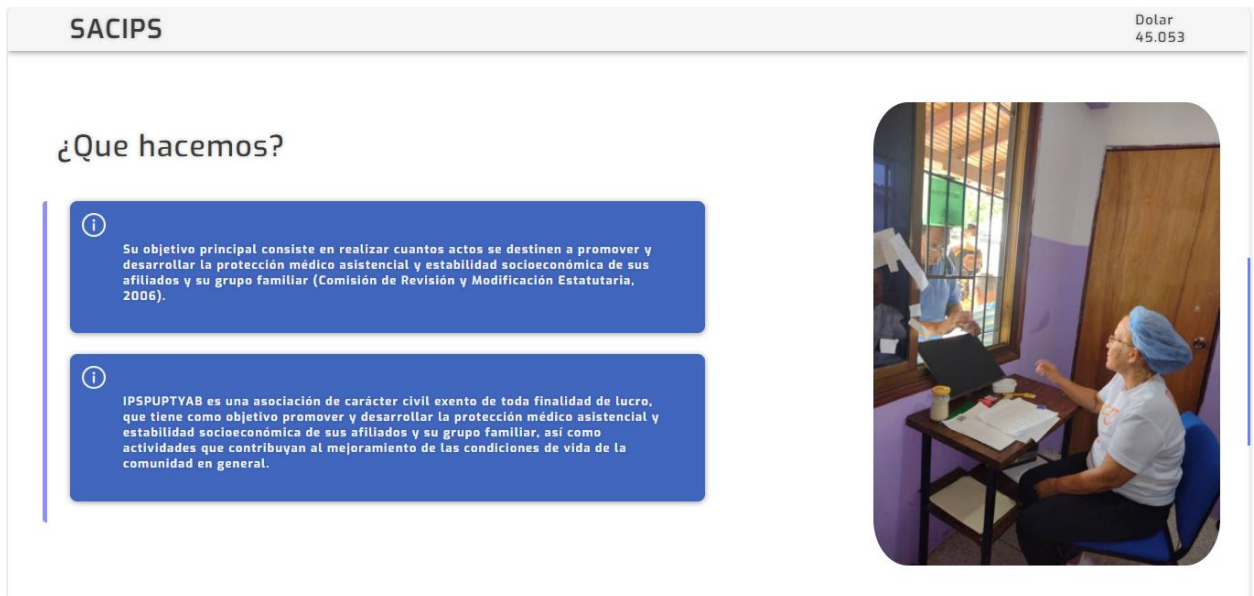 SACIPS
Dolar
45.053
¿Que hacemos?
Su objetivo principal consiste en realizar cuantos actos se destinen a promover y
desarrollar la protección médico asistencial y estabilidad socioeconómica de sus
afiliados y su grupo familiar (Comisión de Revisión y Modificación Estatutaria,
2006).
IPSPUPTYAB es una asociación de carácter civil exento de toda finalidad de lucro,
que tiene como objetivo promover y desarrollar la protección médico asistencial y
estabilidad socioeconómica de sus afiliados y su grupo familiar, así como
actividades que contribuyan al mejoramiento de las condiciones de vida de la
comunidad en general.